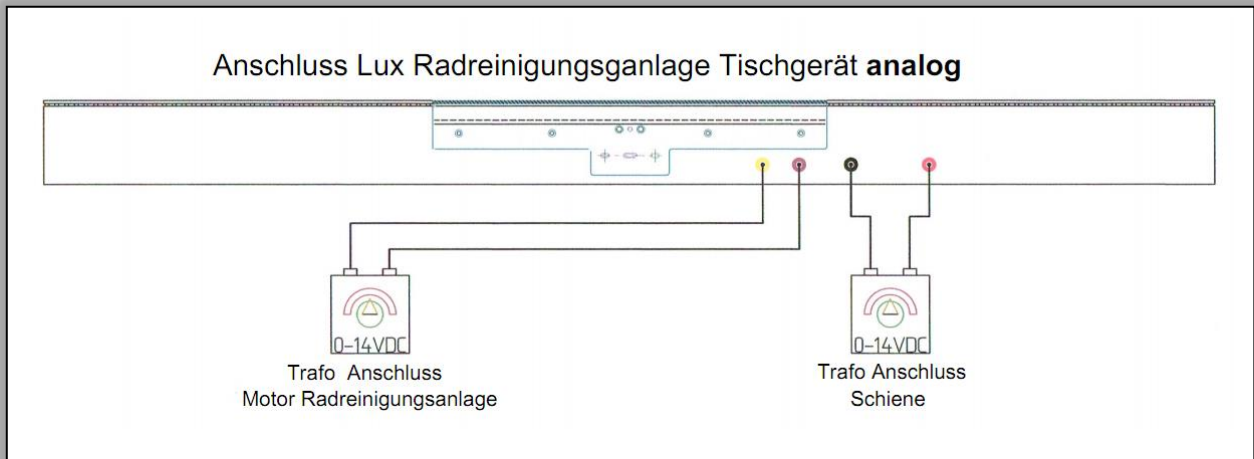 Anschluss Lux Radreinigungsganlage Tischgerät analog
0-14VDC
Trafo Anschluss
Motor Radreinigungsanlage
0-14VDC
Trafo Anschluss
Schiene